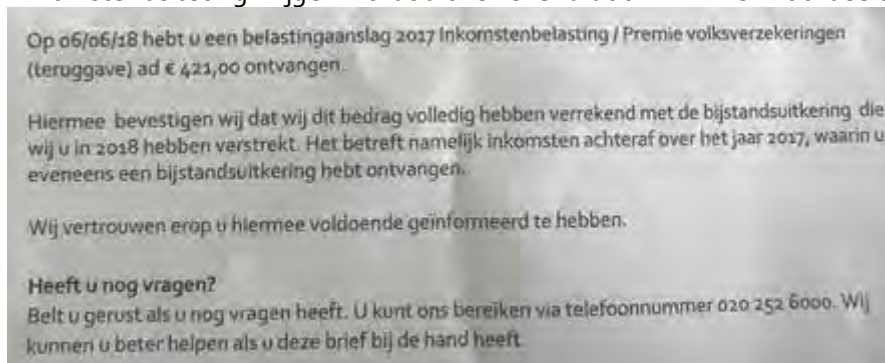 Op 06/06/18 hebt u een belastingaanslag 2017 Inkomstenbelasting / Premie volksverzekeringen
(teruggave) ad € 421,00 ontvangen.
Hiermee bevestigen wij dat wij dit bedrag volledig hebben verrekend met de bijstandsuitkering die
wij u in 2018 hebben verstrekt. Het betreft namelijk inkomsten achteraf over het jaar 2017, waarin u
eveneens een bijstandsuitkering hebt ontvangen.
Wij vertrouwen erop u hiermee voldoende geïnformeerd te hebben.
Heeft u nog vragen?
Belt u gerust als u nog vragen heeft. U kunt ons bereiken via telefoonnummer 020 252 6000. Wij
kunnen u beter helpen als u deze brief bij de hand heeft